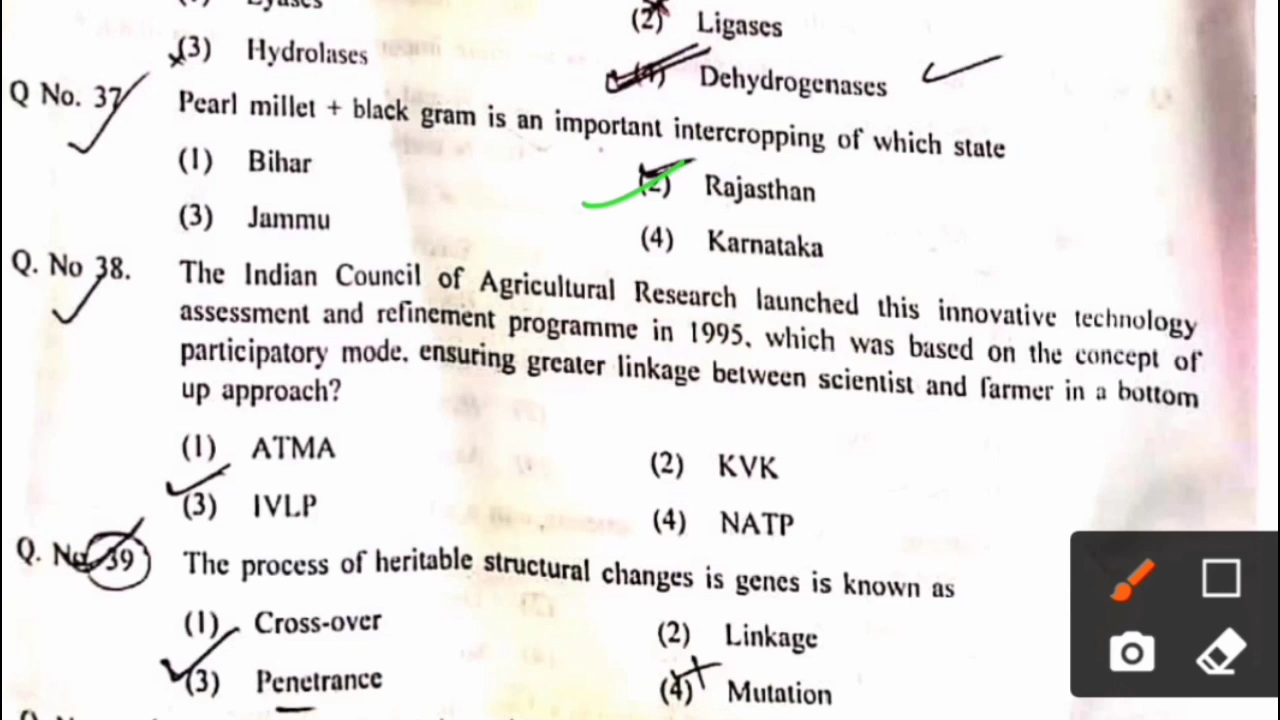 Lyases
(2) Ligases
(3) Hydrolases
(4) Dehydrogenases
Q No. 37 Pearl millet + black gram is an important intercropping of which state
(1) Bihar
(2) Rajasthan
(3) Jammu
(4) Karnataka
Q. No 38. The Indian Council of Agricultural Research launched this innovative technology
assessment and refinement programme in 1995, which was based on the concept of
participatory mode, ensuring greater linkage between scientist and farmer in a bottom
up approach?
(1) ATMA
(2) KVK
(3) IVLP
(4) NATP
Q. No 39 The process of heritable structural changes is genes is known as
(1) Cross-over
(2) Linkage
(3) Penetrance
(4) Mutation